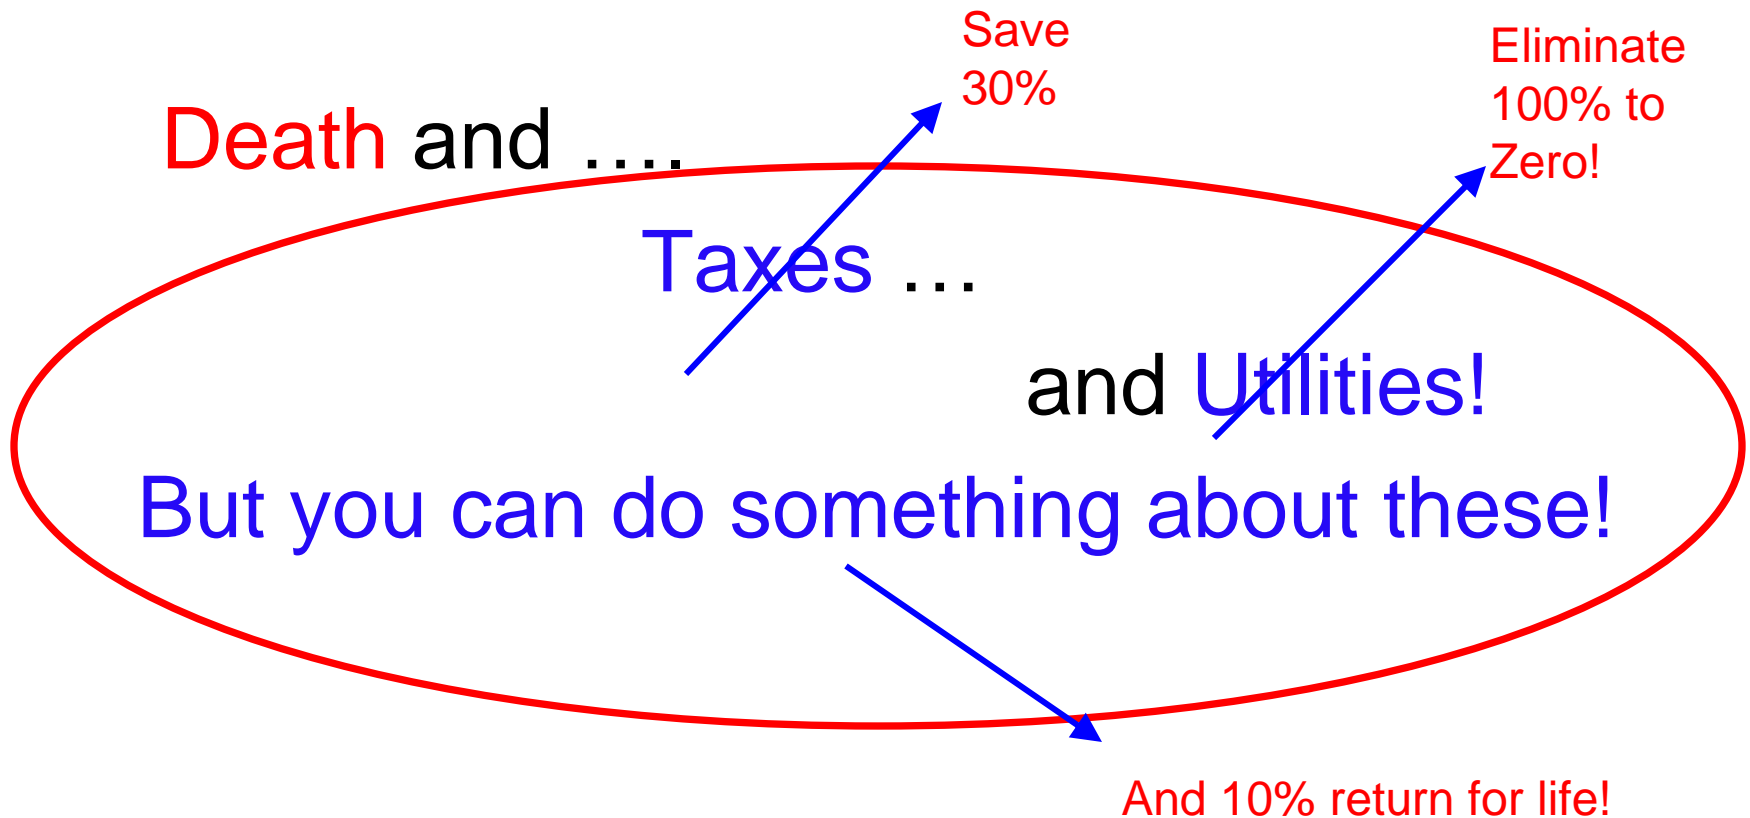 Save
30%
Eliminate
100% to
Zero!
Death and ....
Taxes ...
and Utilities!
But you can do something about these!
And 10% return for life!